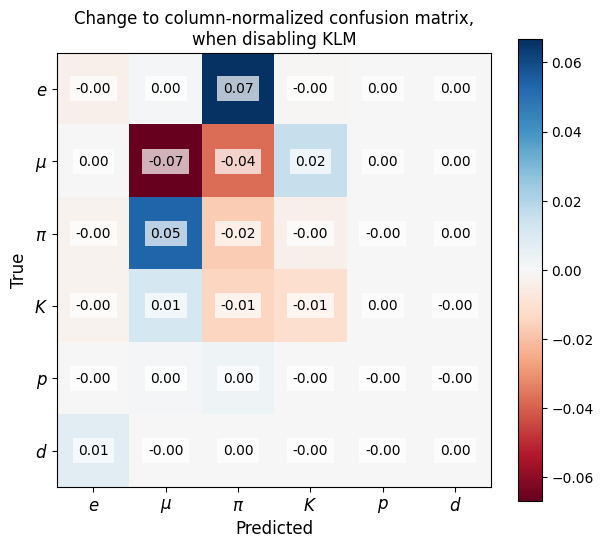 Change to column-normalized confusion matrix,
when disabling KLM
e -0.00 0.00 0.07 -0.00 0.00 0.00
μ 0.00 -0.07 -0.04 0.02 0.00 0.00
π -0.00 0.05 -0.02 -0.00 -0.00 0.00
K -0.00 0.01 -0.01 -0.01 0.00 0.00
p -0.00 0.00 0.00 -0.00 -0.00 -0.00
d 0.01 -0.00 0.00 -0.00 -0.00 0.00
e μ π K p d
Predicted
True
0.06
0.04
0.02
0.00
−0.02
−0.04
−0.06